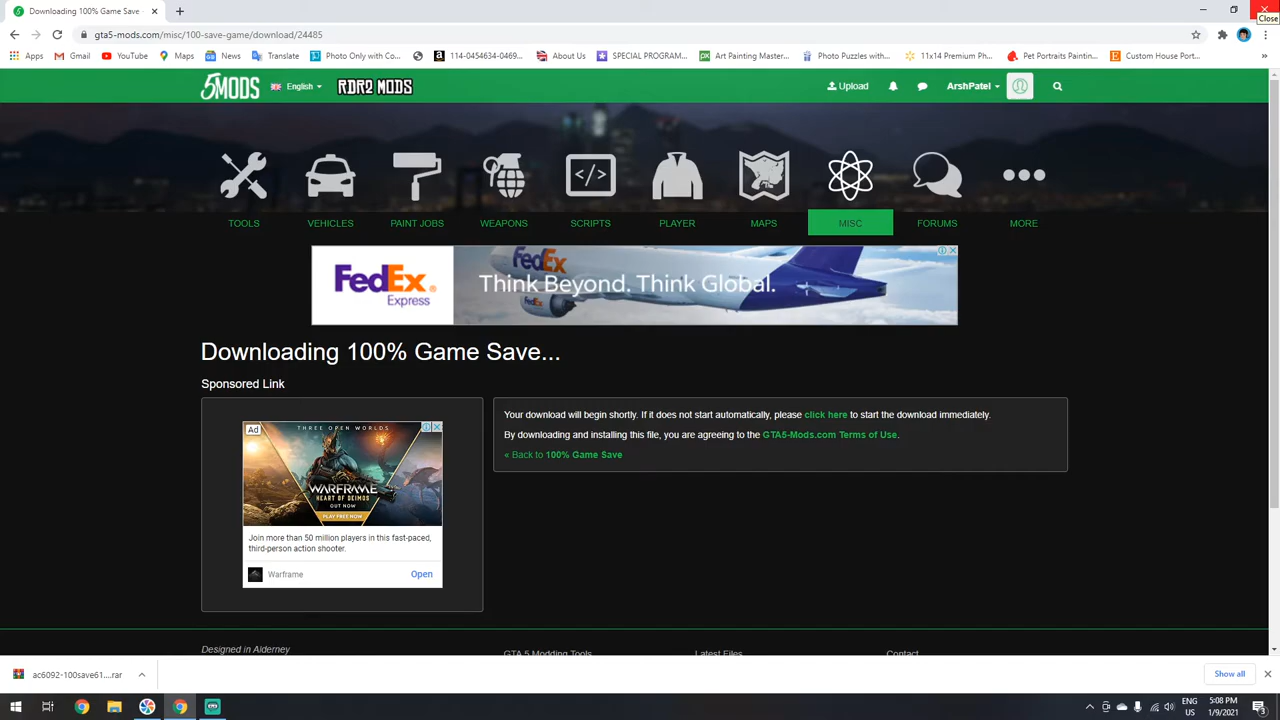 Downloading 100% Game Save...
Close
gta5-mods.com/misc/100-save-game/download/24485
Apps
Gmail
YouTube
Maps
News
Translate
Photo Only with Co...
114-0454634-0469...
About Us
SPECIAL PROGRAM...
Art Painting Master...
Photo Puzzles with...
11x14 Premium Ph...
Pet Portraits Paintin...
Custom House Port...
5MODS
English
RDR2 MODS
Upload
ArshPatel
TOOLS
VEHICLES
PAINT JOBS
WEAPONS
SCRIPTS
PLAYER
MAPS
MISC
FORUMS
MORE
FedEx
Express
FedEx
Think Beyond. Think Global.
Downloading 100% Game Save...
Sponsored Link
Your download will begin shortly. If it does not start automatically, please click here to start the download immediately.
By downloading and installing this file, you are agreeing to the GTA5-Mods.com Terms of Use.
« Back to 100% Game Save
Ad
THREE OPEN WORLDS
WARFRAME
HEART OF DEIMOS
OUT NOW
PLAY FREE NOW
Join more than 50 million players in this fast-paced,
third-person action shooter.
Warframe
Open
Designed in Alderney
GTA 5 Modding Tools
Latest Files
Contact
ac6092-100save61....rar
Show all
ENG
US
5:08 PM
1/9/2021
3